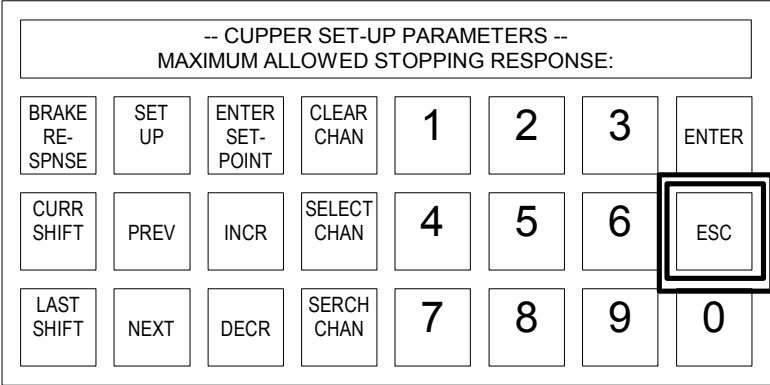 -- CUPPER SET-UP PARAMETERS --
MAXIMUM ALLOWED STOPPING RESPONSE:
BRAKE
RE-
SPNSE
SET
UP
ENTER
SET-
POINT
CLEAR
CHAN
1
2
3
ENTER
CURR
SHIFT
PREV
INCR
SELECT
CHAN
4
5
6
ESC
LAST
SHIFT
NEXT
DECR
SERCH
CHAN
7
8
9
0